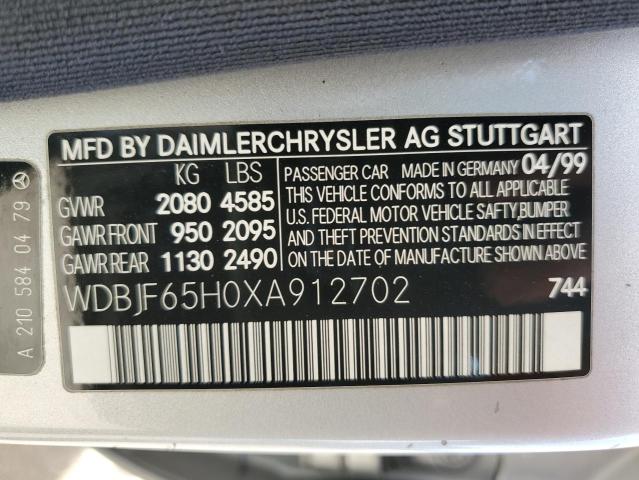 MFD BY DAIMLERCHRYSLER AG STUTTGART
KG LBS
GVWR 2080 4585
GAWR FRONT 950 2095
GAWR REAR 1130 2490
PASSENGER CAR MADE IN GERMANY 04/99
THIS VEHICLE CONFORMS TO ALL APPLICABLE
U.S. FEDERAL MOTOR VEHICLE SAFTY,BUMPER
AND THEFT PREVENTION STANDARDS IN EFFECT
ON THE DATE OF MANUFACTURE SHOWN ABOVE.
WDBJF65H0XA912702 744
A 210 584 04 79